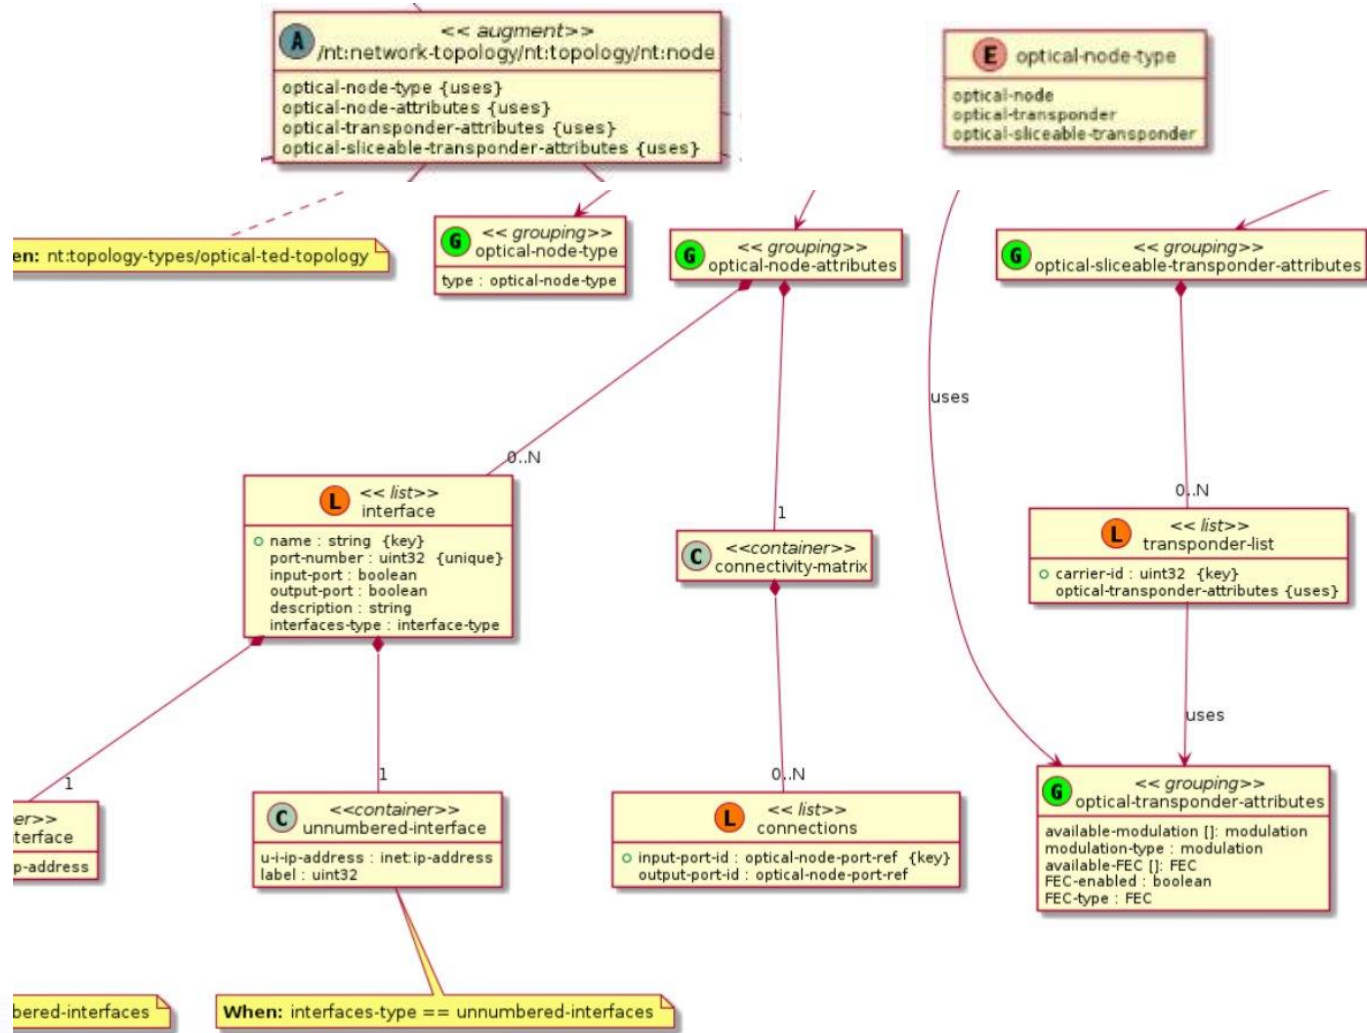 A
<< augment>>
/nt:network-topology/nt:topology/nt:node
optical-node-type {uses}
optical-node-attributes {uses}
optical-transponder-attributes {uses}
optical-sliceable-transponder-attributes {uses}
E optical-node-type
optical-node
optical-transponder
optical-sliceable-transponder
en: nt:topology-types/optical-ted-topology
G
<< grouping>>
optical-node-type
type : optical-node-type
G
<< grouping>>
optical-node-attributes
G
<< grouping>>
optical-sliceable-transponder-attributes
uses
0..N
1
0..N
L
<< list>>
interface
name : string {key}
port-number : uint32 {unique}
input-port : boolean
output-port : boolean
description : string
interfaces-type : interface-type
C
<<container>>
connectivity-matrix
L
<< list>>
transponder-list
carrier-id : uint32 {key}
optical-transponder-attributes {uses}
uses
1
1
0..N
er>>
terface
p-address
C
<<container>>
unnumbered-interface
u-i-ip-address : inet:ip-address
label : uint32
L
<< list>>
connections
input-port-id : optical-node-port-ref {key}
output-port-id : optical-node-port-ref
G
<< grouping>>
optical-transponder-attributes
available-modulation []: modulation
modulation-type : modulation
available-FEC []: FEC
FEC-enabled : boolean
FEC-type : FEC
bered-interfaces
When: interfaces-type == unnumbered-interfaces